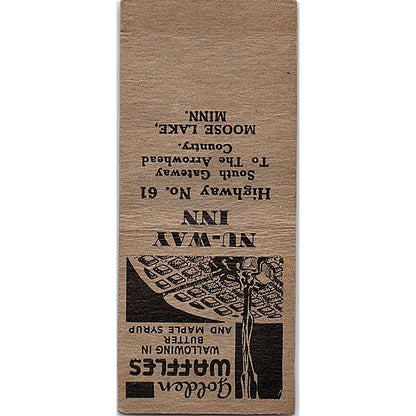 Golden
WAFFLES
WALLOWING IN
BUTTER
AND MAPLE SYRUP
NU-WAY
INN
Highway No. 61
South Gateway
To The Arrowhead
Country.
MOOSE LAKE,
MINN.